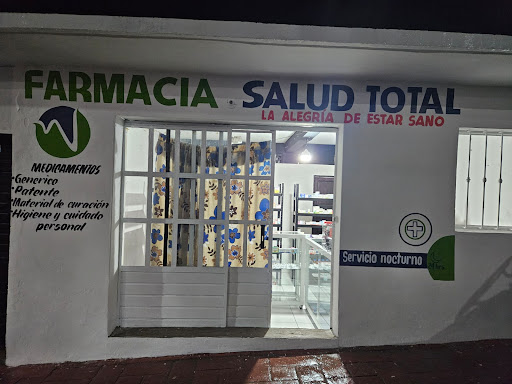 FARMACIA SALUD TOTAL
LA ALEGRIA DE ESTAR SANO
MEDICAMENTOS
-Generico
-Patente
-Material de curación
-Higiene y cuidado
personal
Servicio nocturno